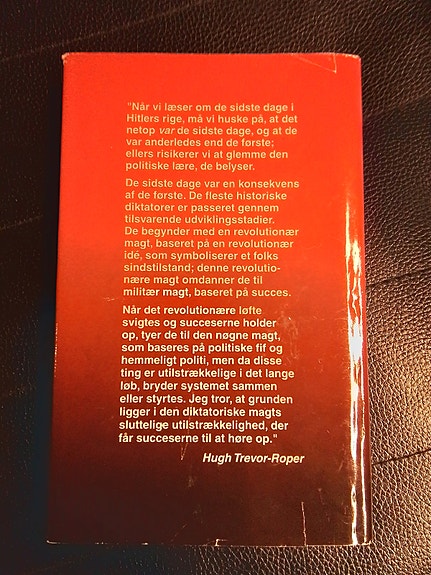 "Når vi læser om de sidste dage i
Hitlers rige, må vi huske på, at det
netop var de sidste dage, og at de
var anderledes end de første;
ellers risikerer vi at glemme den
politiske lære, de belyser.
De sidste dage var en konsekvens
af de første. De fleste historiske
diktatorer er passeret gennem
tilsvarende udviklingsstadier.
De begynder med en revolutionær
magt, baseret på en revolutionær
idé, som symboliserer et folks
sindstilstand; denne revolutio-
nære magt omdanner de til
militær magt, baseret på succes.
Når det revolutionære løfte
svigtes og succeserne holder
op, tyer de til den nøgne magt,
som baseres på politiske fif og
hemmeligt politi, men da disse
ting er utilstrækkelige i det lange
løb, bryder systemet sammen
eller styrtes. Jeg tror, at grunden
ligger i den diktatoriske magts
sluttelige utilstrækkelighed, der
får succeserne til at høre op."
Hugh Trevor-Roper